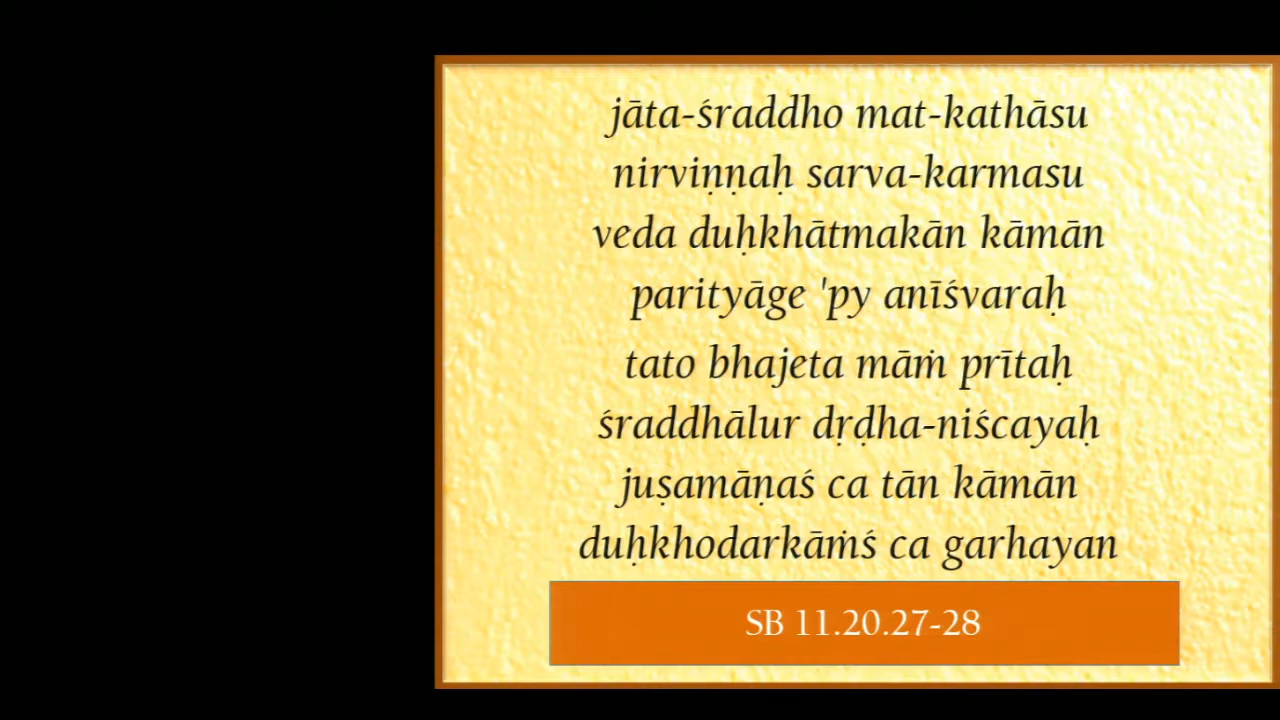 jāta-śraddho mat-kathāsu
nirviṇṇaḥ sarva-karmasu
veda duḥkhātmakān kāmān
parityāge 'py anīśvaraḥ
tato bhajeta māṁ prītaḥ
śraddhālur dṛḍha-niścayaḥ
juṣamāṇaś ca tān kāmān
duḥkhodarkāṁś ca garhayan
SB 11.20.27-28